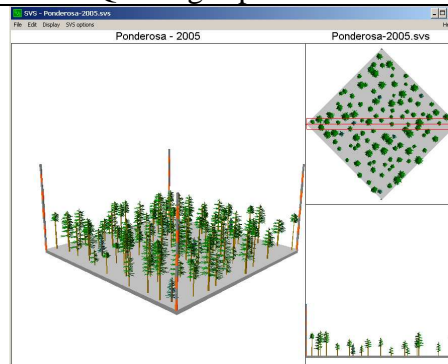 SVS - Ponderosa-2005.svs
File Edit Display SVS options
Ponderosa - 2005
Ponderosa-2005.svs